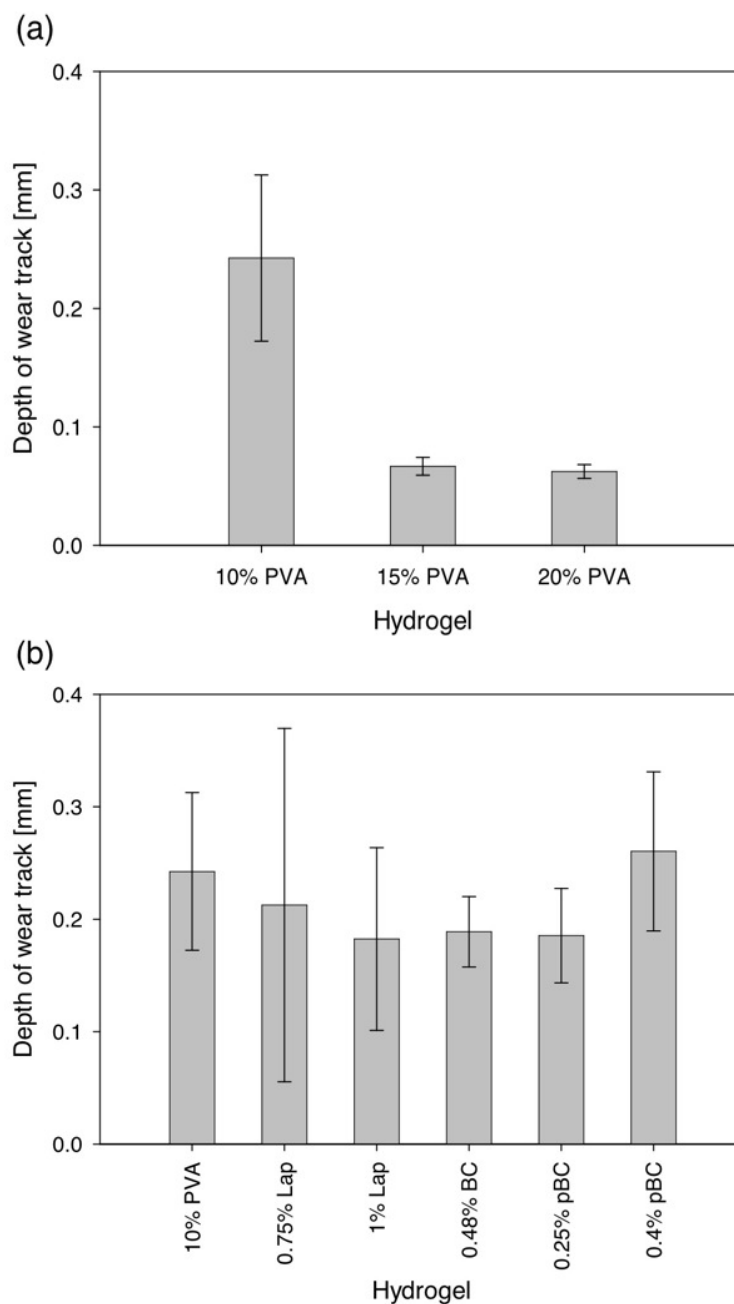 (a)
0.4
0.3
0.2
0.1
0.0
Depth of wear track [mm]
10% PVA 15% PVA 20% PVA
Hydrogel
(b)
0.4
0.3
0.2
0.1
0.0
Depth of wear track [mm]
10% PVA
0.75% Lap
1% Lap
0.48% BC
0.25% pBC
0.4% pBC
Hydrogel